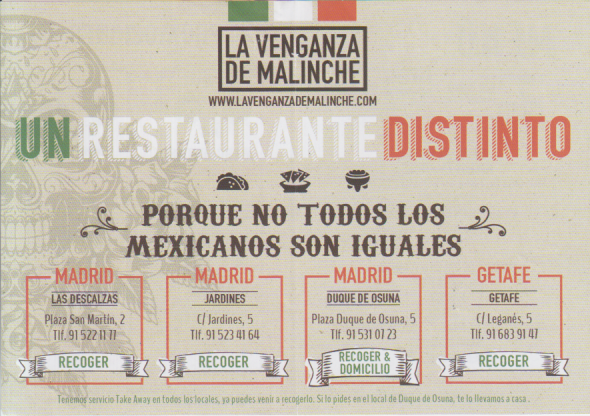 LA VENGANZA
DE MALINCHE
WWW.LAVENGANZADEMALINCHE.COM
UN RESTAURANTE DISTINTO
PORQUE NO TODOS LOS
MEXICANOS SON IGUALES
MADRID
LAS DESCALZAS
Plaza San Martín, 2
Tlf. 91 522 11 77
RECOGER
MADRID
JARDINES
C/ Jardines, 5
Tlf. 91 523 41 64
RECOGER
MADRID
DUQUE DE OSUNA
Plaza Duque de Osuna, 5
Tlf. 91 531 07 23
RECOGER &
DOMICILIO
GETAFE
GETAFE
C/ Leganés, 5
Tlf. 91 683 91 47
RECOGER
Tenemos servicio Take Away en todos los locales, ya puedes venir a recogerlo. Si lo pides en el local de Duque de Osuna, te lo llevamos a casa .